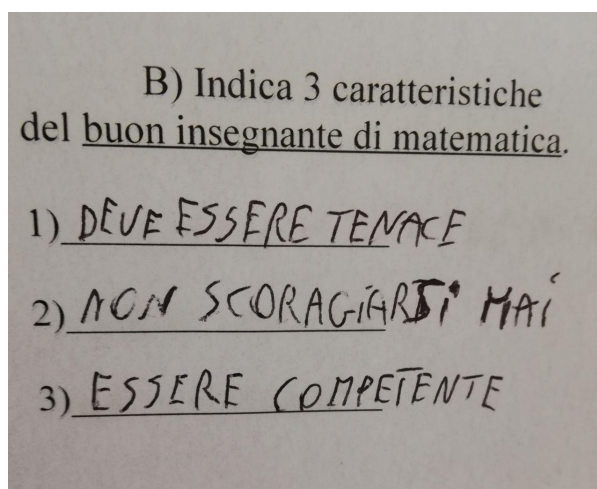 B) Indica 3 caratteristiche
del buon insegnante di matematica.
1) DEVE ESSERE TENACE
2) NON SCORAGIARSI MAI
3) ESSERE COMPETENTE